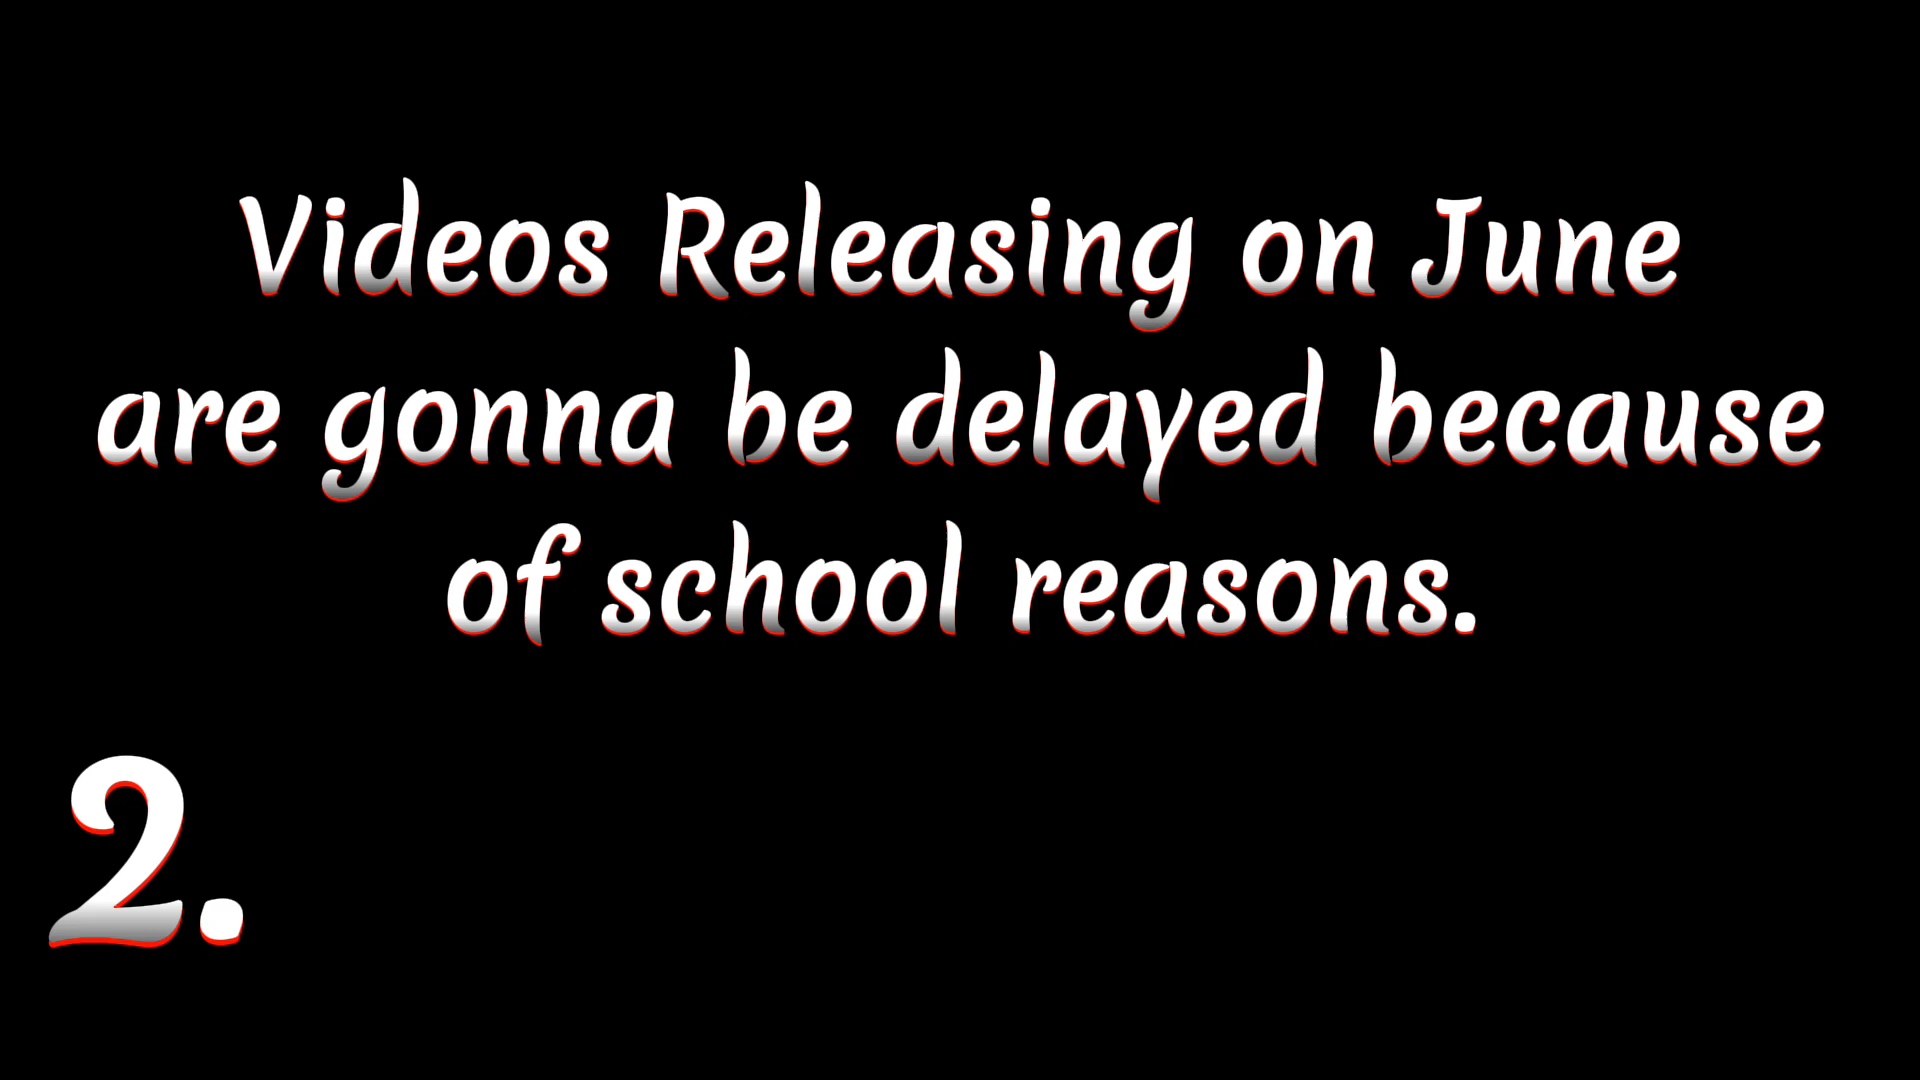 Videos Releasing on June
are gonna be delayed because
of school reasons.
2.